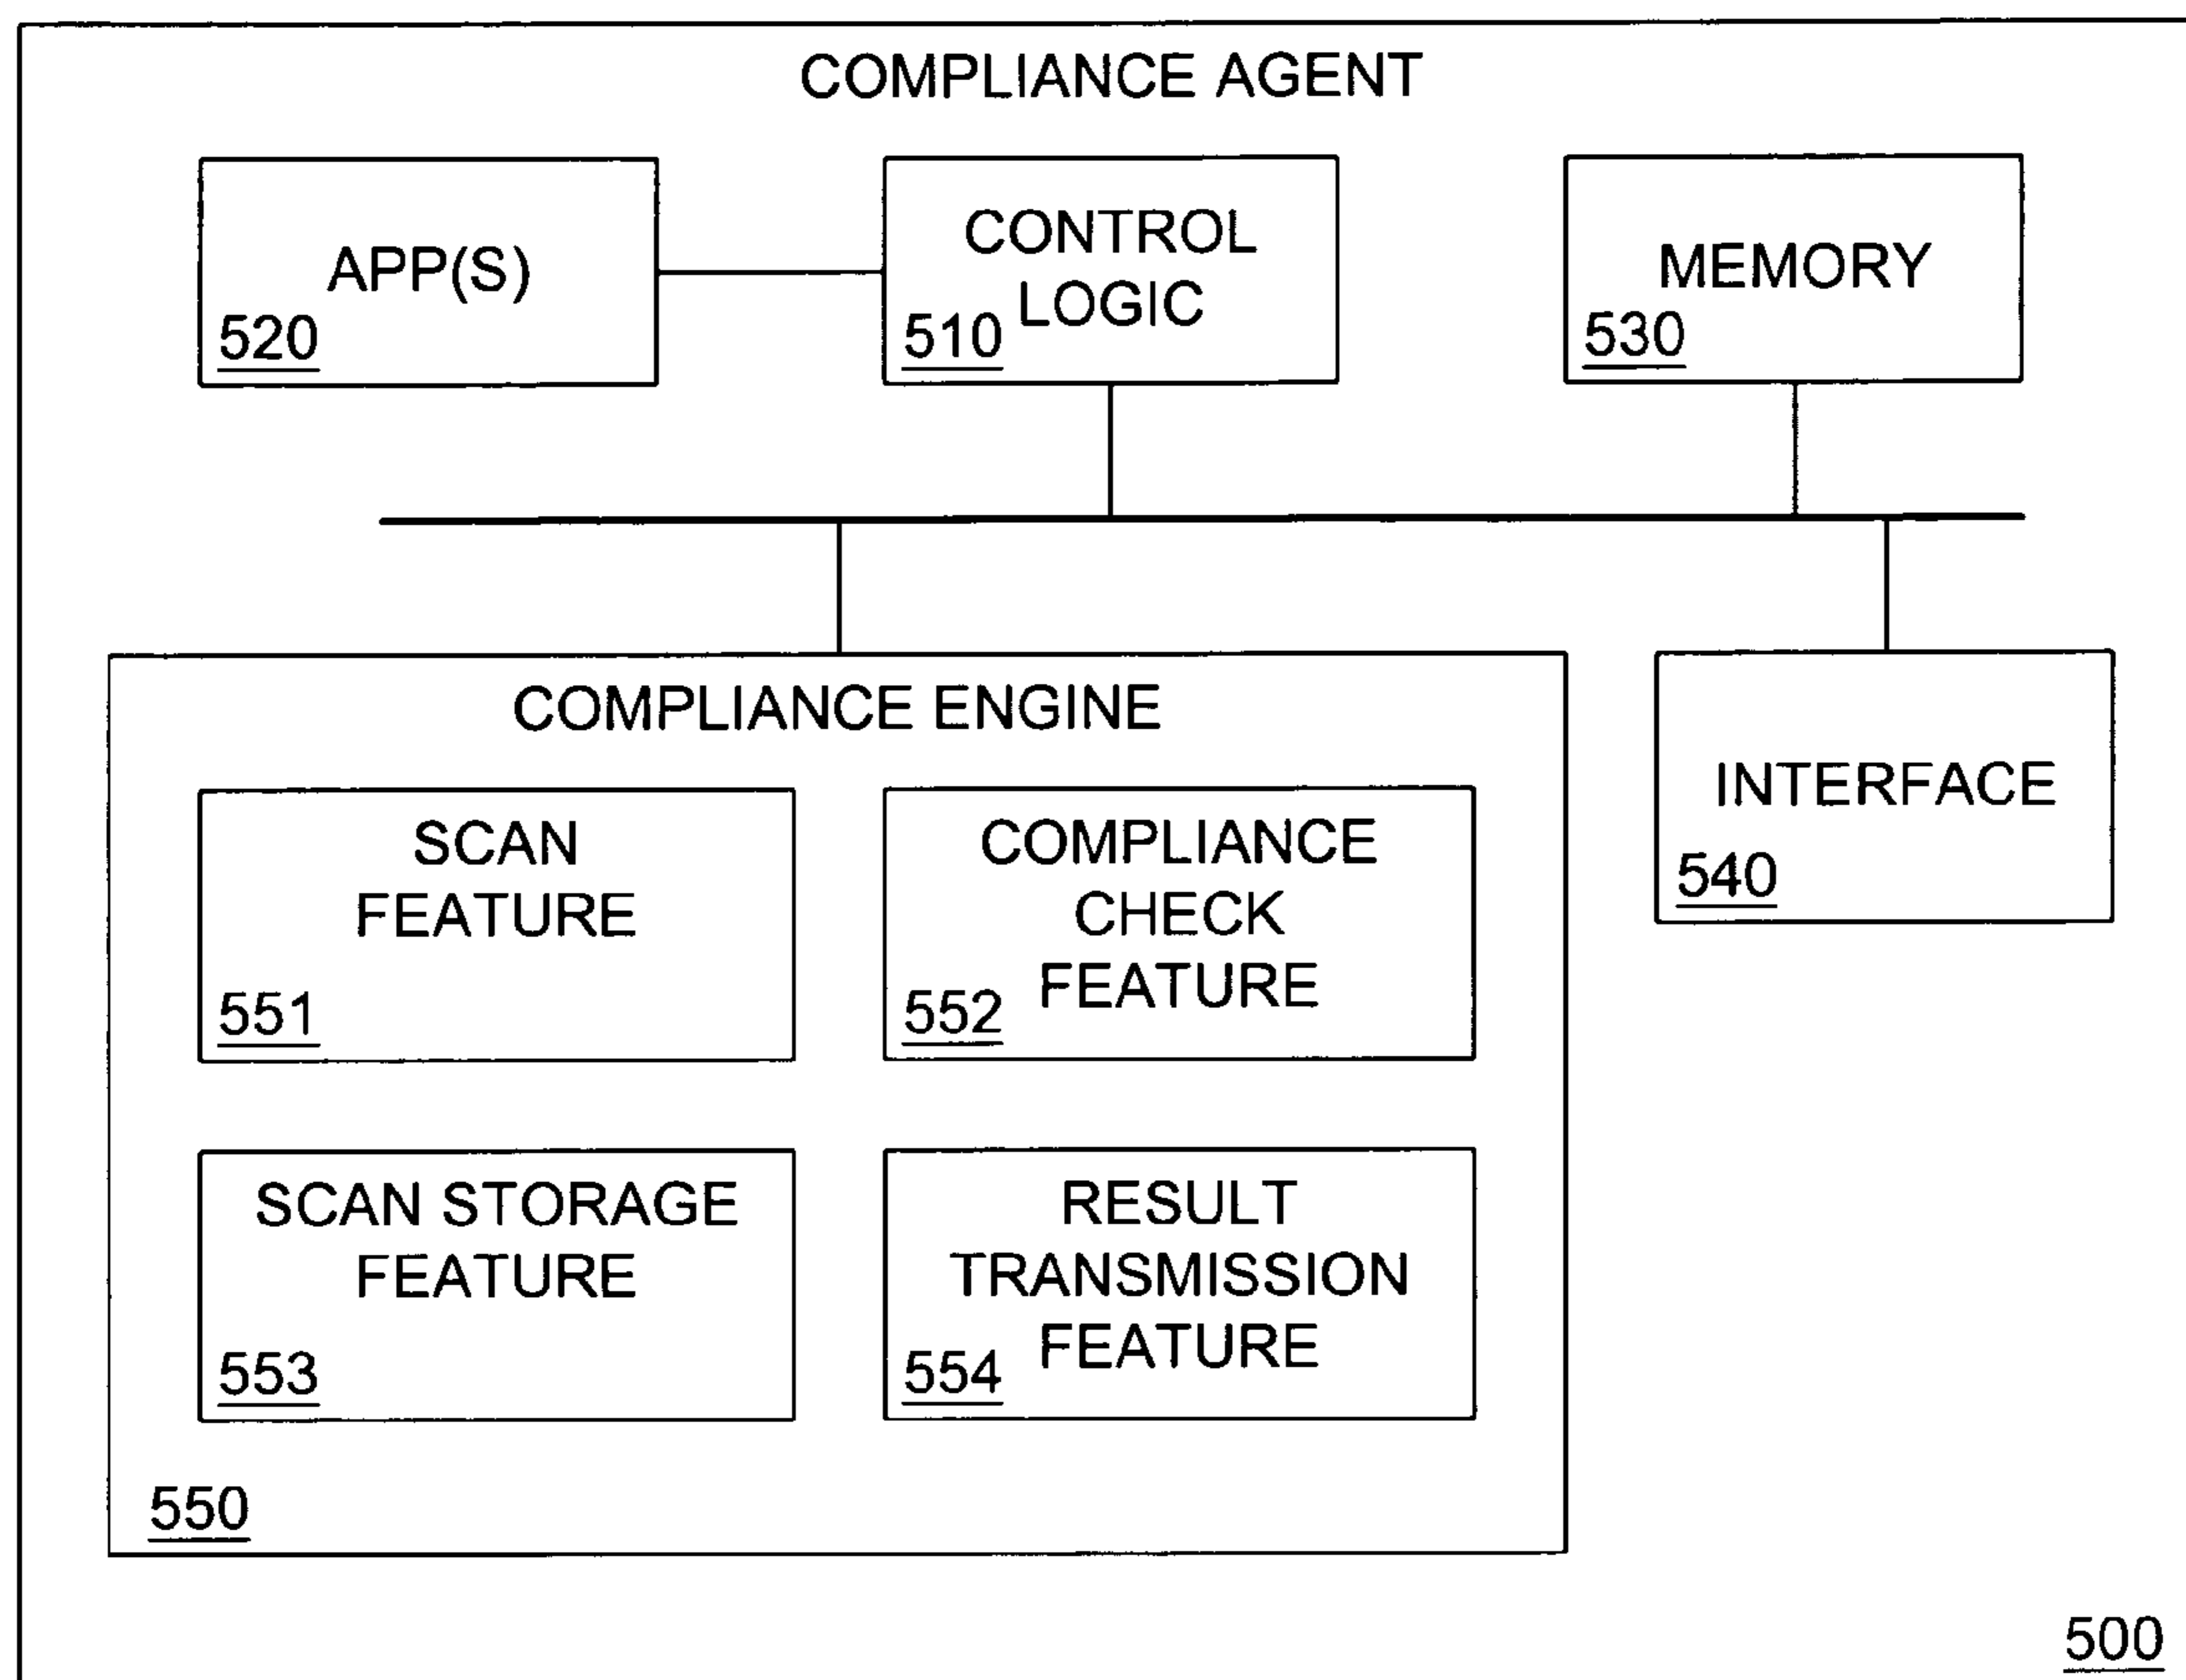 COMPLIANCE AGENT
APP(S)
520
CONTROL
LOGIC
510
MEMORY
530
COMPLIANCE ENGINE
SCAN
FEATURE
551
COMPLIANCE
CHECK
FEATURE
552
SCAN STORAGE
FEATURE
553
RESULT
TRANSMISSION
FEATURE
554
550
INTERFACE
540
500